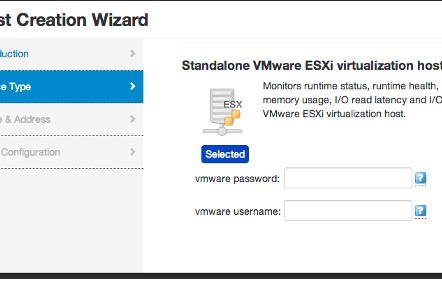 st Creation Wizard
duction
e Type
e & Address
Configuration
Standalone VMware ESXi virtualization host
Monitors runtime status, runtime health,
memory usage, I/O read latency and I/O
VMware ESXi virtualization host.
ESX
Selected
vmware password:
?
vmware username:
?